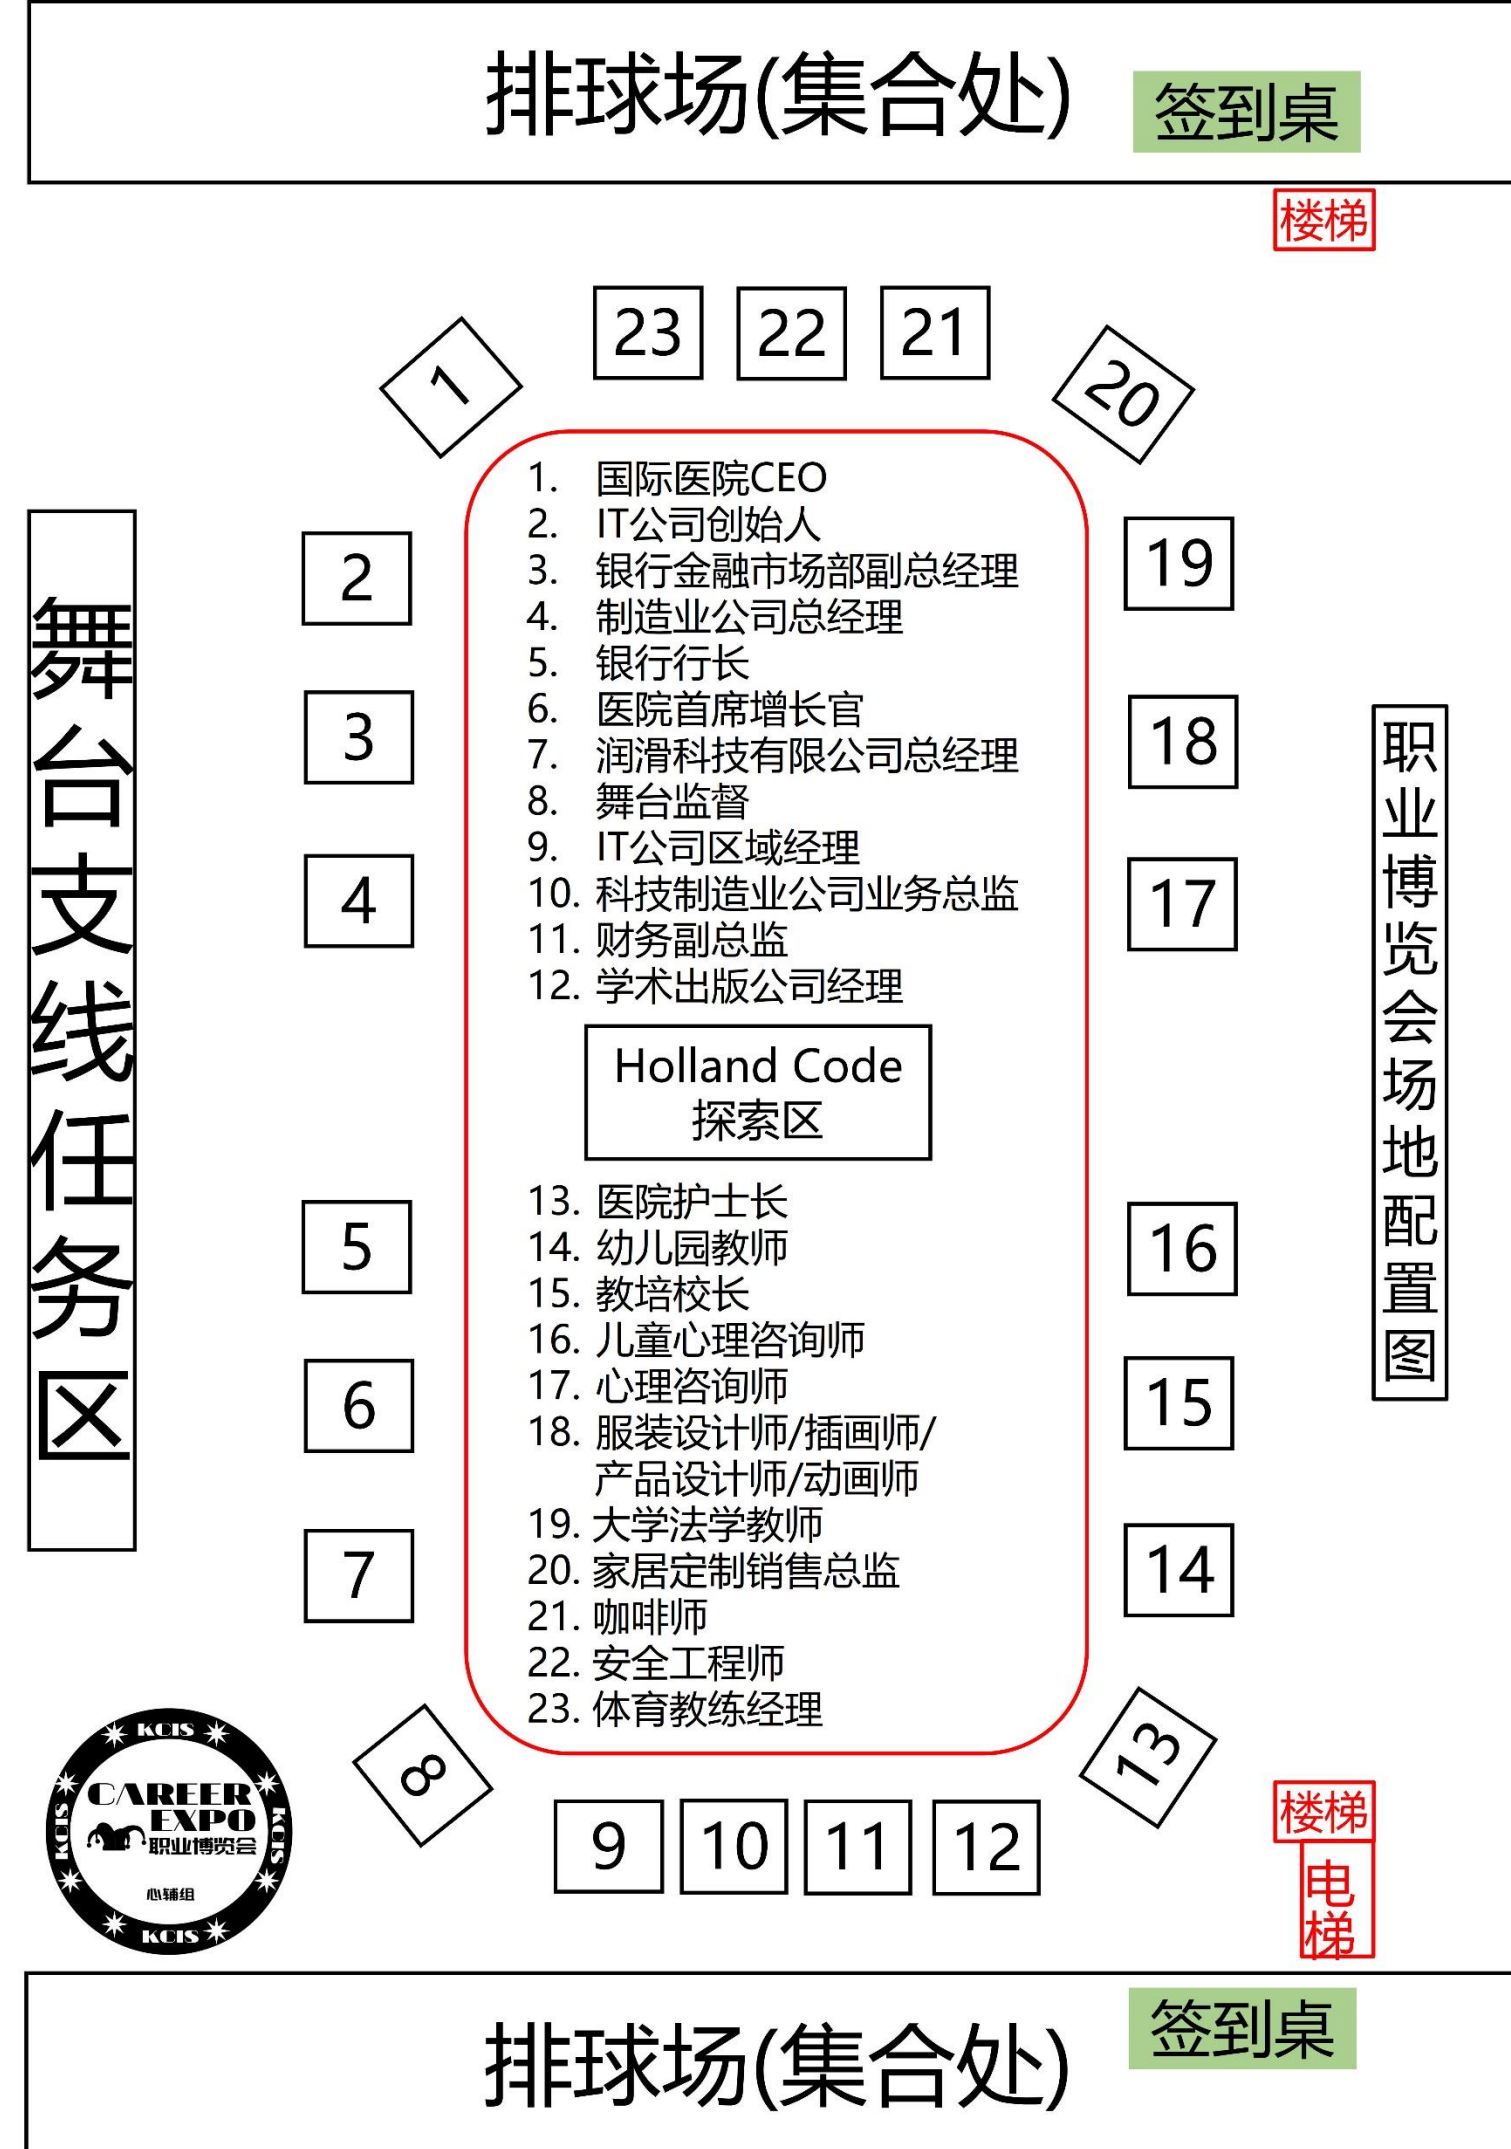 排球场(集合处)
签到桌
楼梯
23
22
21
1
20
1. 国际医院CEO
2. IT公司创始人
3. 银行金融市场部副总经理
4. 制造业公司总经理
5. 银行行长
6. 医院首席增长官
7. 润滑科技有限公司总经理
8. 舞台监督
9. IT公司区域经理
10. 科技制造业公司业务总监
11. 财务副总监
12. 学术出版公司经理
Holland Code
探索区
13. 医院护士长
14. 幼儿园教师
15. 教培校长
16. 儿童心理咨询师
17. 心理咨询师
18. 服装设计师/插画师/
产品设计师/动画师
19. 大学法学教师
20. 家居定制销售总监
21. 咖啡师
22. 安全工程师
23. 体育教练经理
2
3
4
5
6
7
8
9
10
11
12
13
14
15
16
17
18
19
舞台支线任务区
职业博览会场地配置图
KCIS
KCIS
CAREER
EXPO
职业博览会
心辅组
KCIS
KCIS
楼梯
电梯
排球场(集合处)
签到桌